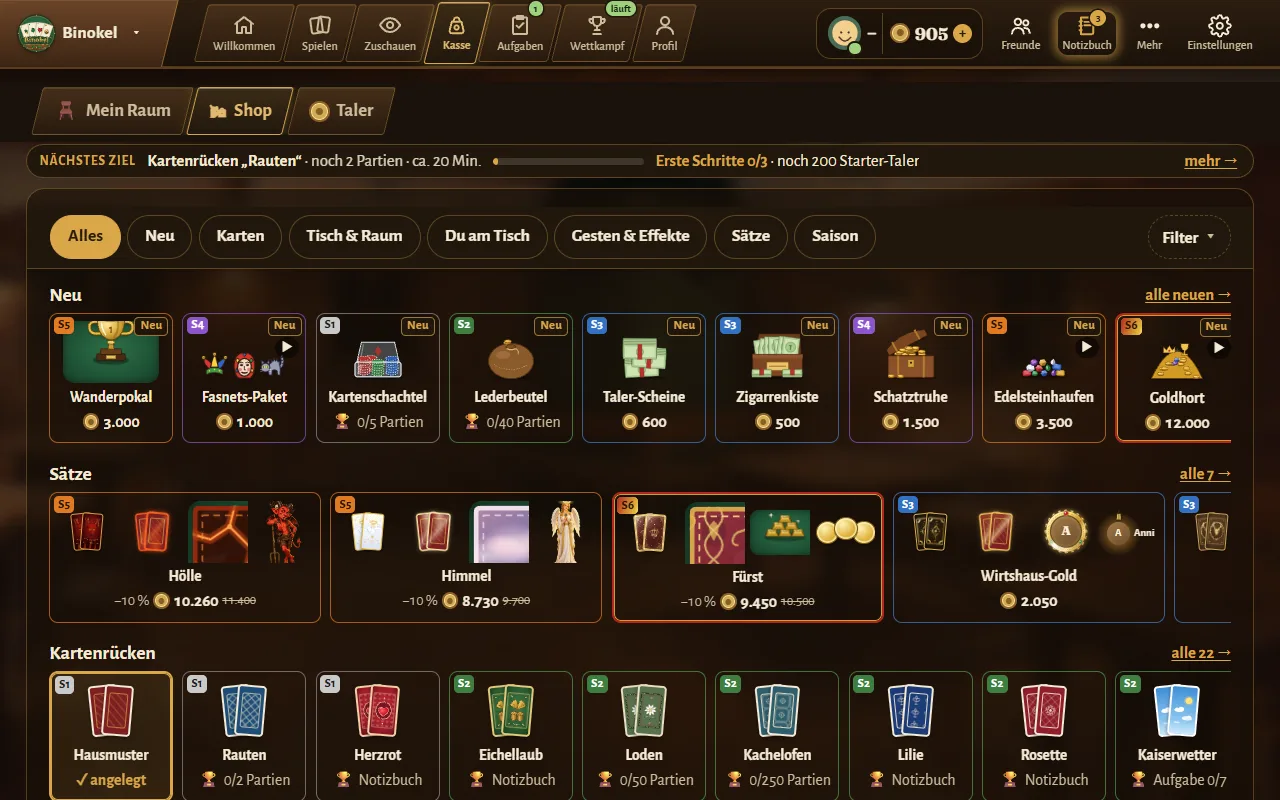 Binokel
Willkommen
Spielen
Zuschauen
Kasse
1
Aufgaben
läuft
Wettkampf
Profil
–
905
+
Freunde
3
Notizbuch
Mehr
Einstellungen
Mein Raum
Shop
Taler
NÄCHSTES ZIEL Kartenrücken „Rauten“ · noch 2 Partien · ca. 20 Min. Erste Schritte 0/3 · noch 200 Starter-Taler mehr →
Alles Neu Karten Tisch & Raum Du am Tisch Gesten & Effekte Sätze Saison Filter
Neu alle neuen →
S5 Neu S4 Neu S1 Neu S2 Neu S3 Neu S3 Neu S4 Neu S5 Neu S6 Neu
Wanderpokal Fasnets-Paket Kartenschachtel Lederbeutel Taler-Scheine Zigarrenkiste Schatztruhe Edelsteinhaufen Goldhort
3.000 1.000 0/5 Partien 0/40 Partien 600 500 1.500 3.500 12.000
Sätze alle 7 →
S5 S5 S6 S3 S3
A A Anni
Hölle Himmel Fürst Wirtshaus-Gold
–10 % 10.260 11.400 –10 % 8.730 9.700 –10 % 9.450 10.500 2.050
Kartenrücken alle 22 →
S1 S1 S1 S2 S2 S2 S2 S2 S2
Hausmuster Rauten Herzrot Eichellaub Loden Kachelofen Lilie Rosette Kaiserwetter
✓ angelegt 0/2 Partien Notizbuch Notizbuch 0/50 Partien 0/250 Partien Notizbuch Notizbuch Aufgabe 0/7